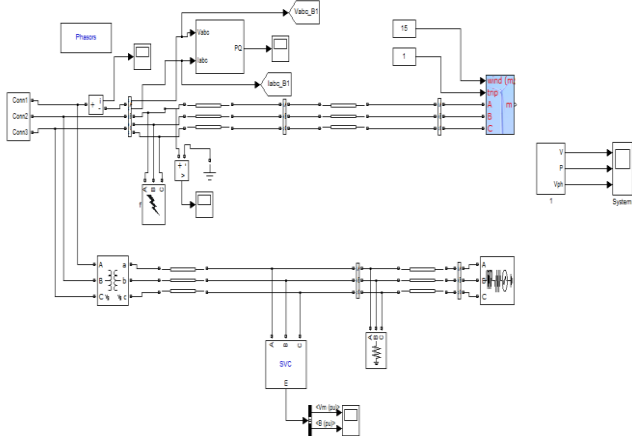 Vabc_B1
Phasors
Vabc
Iabc
PQ
Iabc_B1
15
1
wind (m
trip
m
A
B
C
Conn1
Conn2
Conn3
+
i
-
A B C
+
-
v
V
P
Vph
1
System
A
B
C
a
b
c
A
B
C
A B C
A B C
SVC
E
<Vm (pu)>
<B (pu)>